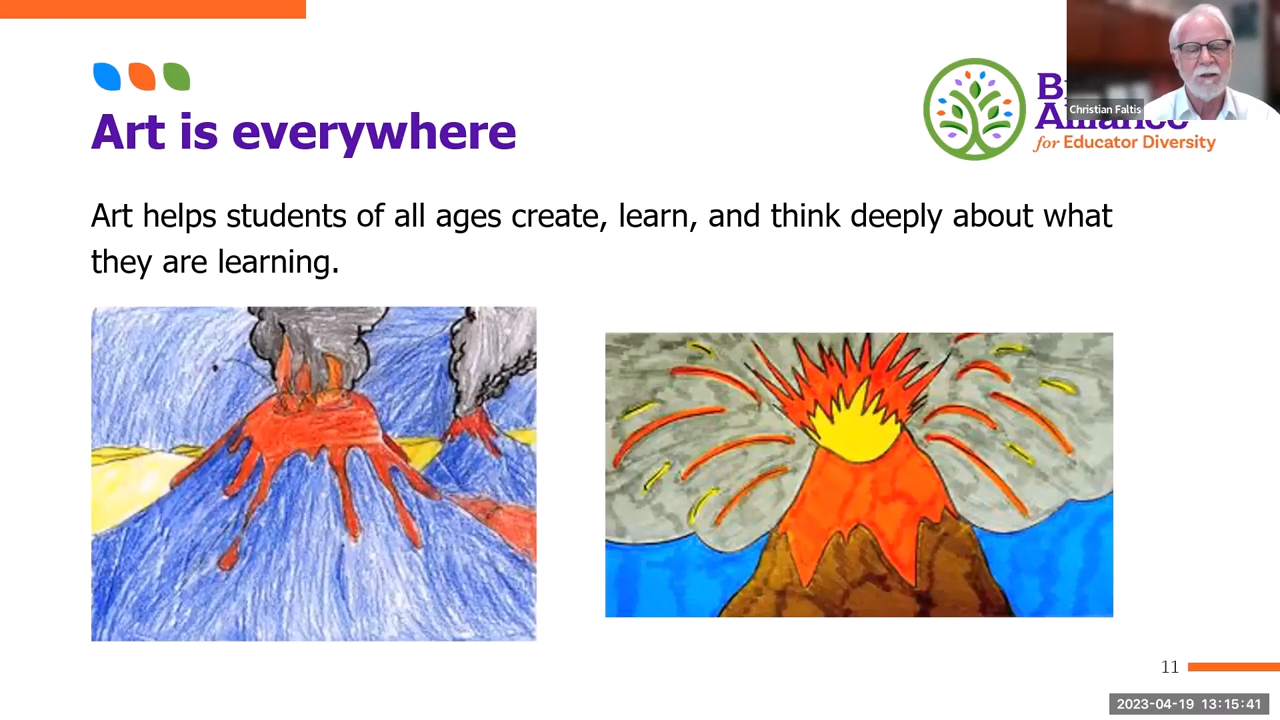 Art is everywhere
Alliance
for Educator Diversity
Christian Faltis
Art helps students of all ages create, learn, and think deeply about what
they are learning.
11
2023-04-19 13:15:41